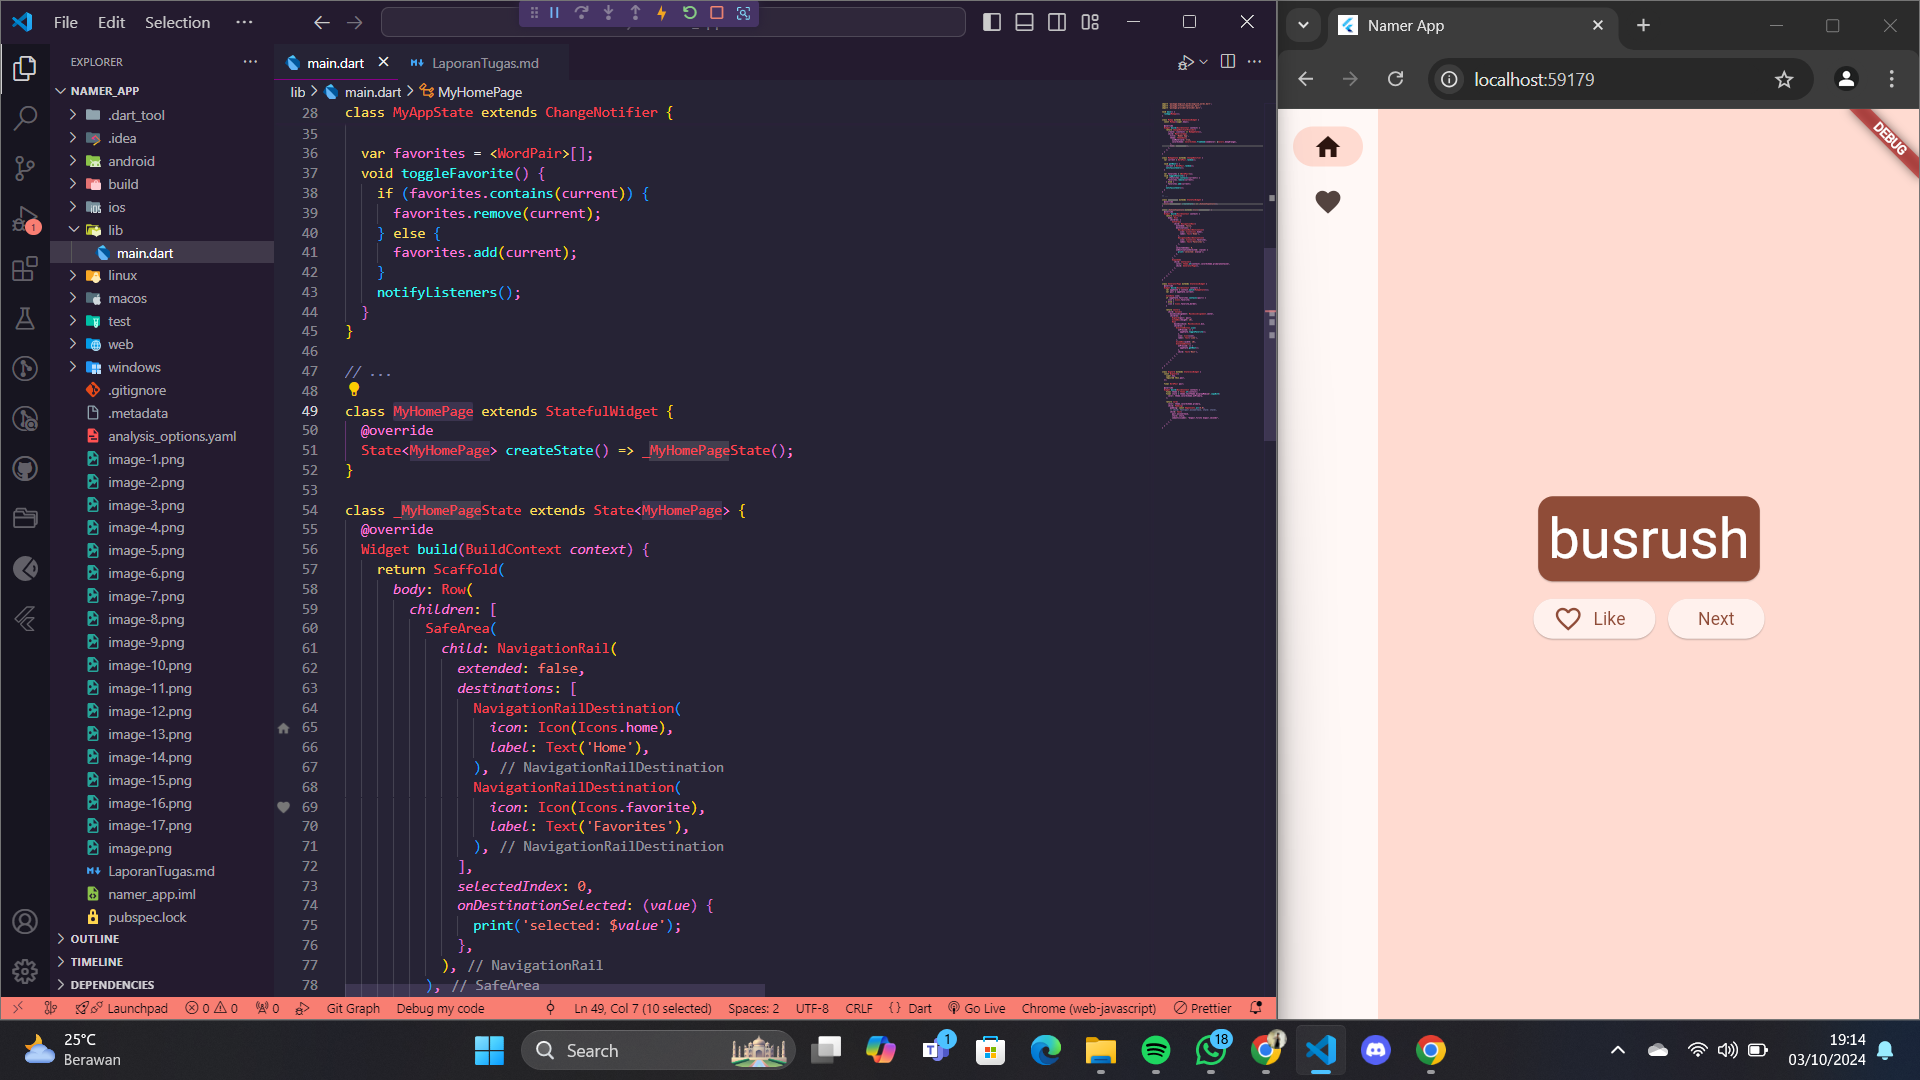 File Edit Selection ···
EXPLORER
NAMER_APP
.dart_tool
.idea
android
build
ios
lib
main.dart
linux
macos
test
web
windows
.gitignore
.metadata
analysis_options.yaml
image-1.png
image-2.png
image-3.png
image-4.png
image-5.png
image-6.png
image-7.png
image-8.png
image-9.png
image-10.png
image-11.png
image-12.png
image-13.png
image-14.png
image-15.png
image-16.png
image-17.png
image.png
LaporanTugas.md
namer_app.iml
pubspec.lock
OUTLINE
TIMELINE
DEPENDENCIES
1
main.dart LaporanTugas.md
lib > main.dart > MyHomePage
28 class MyAppState extends ChangeNotifier {
35
36 var favorites = <WordPair>[];
37 void toggleFavorite() {
38 if (favorites.contains(current)) {
39 favorites.remove(current);
40 } else {
41 favorites.add(current);
42 }
43 notifyListeners();
44 }
45 }
46
47 // ...
48
49 class MyHomePage extends StatefulWidget {
50 @override
51 State<MyHomePage> createState() => _MyHomePageState();
52 }
53
54 class _MyHomePageState extends State<MyHomePage> {
55 @override
56 Widget build(BuildContext context) {
57 return Scaffold(
58 body: Row(
59 children: [
60 SafeArea(
61 child: NavigationRail(
62 extended: false,
63 destinations: [
64 NavigationRailDestination(
65 icon: Icon(Icons.home),
66 label: Text('Home'),
67 ), // NavigationRailDestination
68 NavigationRailDestination(
69 icon: Icon(Icons.favorite),
70 label: Text('Favorites'),
71 ), // NavigationRailDestination
72 ],
73 selectedIndex: 0,
74 onDestinationSelected: (value) {
75 print('selected: $value');
76 },
77 ), // NavigationRail
78 ), // SafeArea
Launchpad 0 0 0 Git Graph Debug my code Ln 49, Col 7 (10 selected) Spaces: 2 UTF-8 CRLF {} Dart Go Live Chrome (web-javascript) Prettier
Namer App
localhost:59179
DEBUG
busrush
Like Next
25°C
Berawan
Search
1
18
19:14
03/10/2024